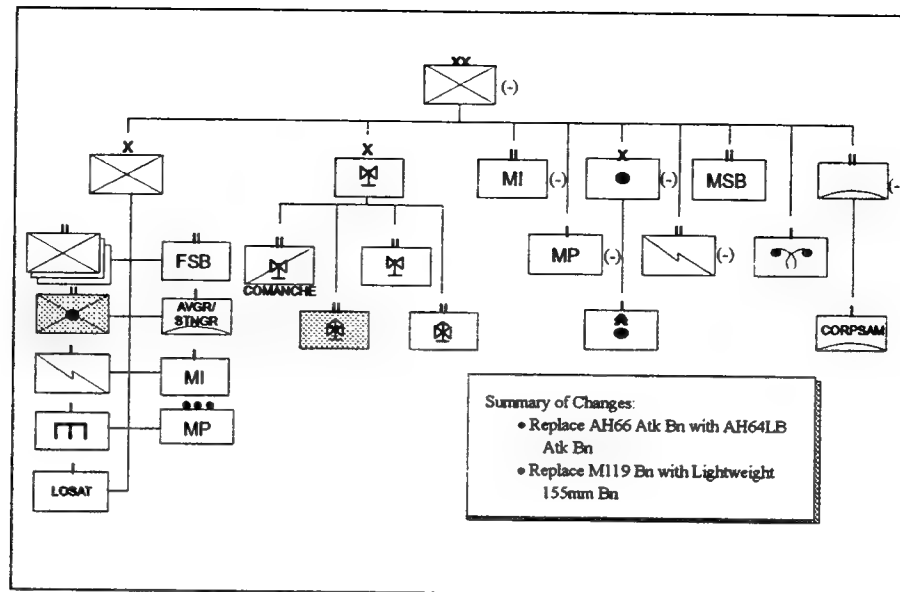 XX
(-)
X
X
II
MI
(-)
X
(-)
II
MSB
II
(-)
II
FSB
II
COMANCHE
II
I
MP
(-)
II
(-)
I
II
I
AVGR/
STNGR
II
II
I
I
CORPSAM
I
I
MI
I
MP
I
LOSAT
Summary of Changes:
● Replace AH66 Atk Bn with AH64LB
Atk Bn
● Replace M119 Bn with Lightweight
155mm Bn